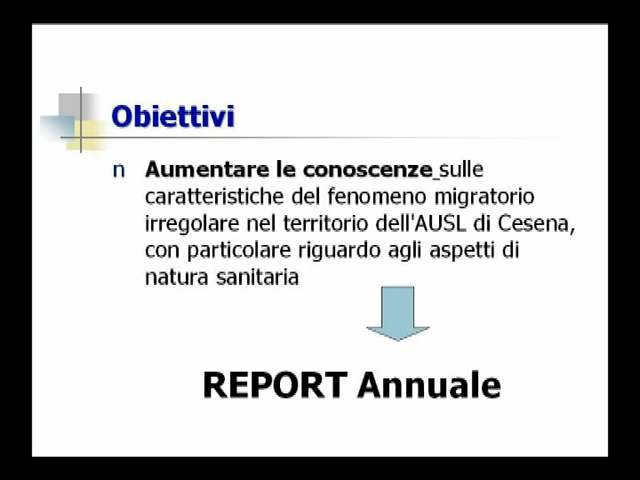 Obiettivi
n Aumentare le conoscenze sulle
caratteristiche del fenomeno migratorio
irregolare nel territorio dell'AUSL di Cesena,
con particolare riguardo agli aspetti di
natura sanitaria
REPORT Annuale